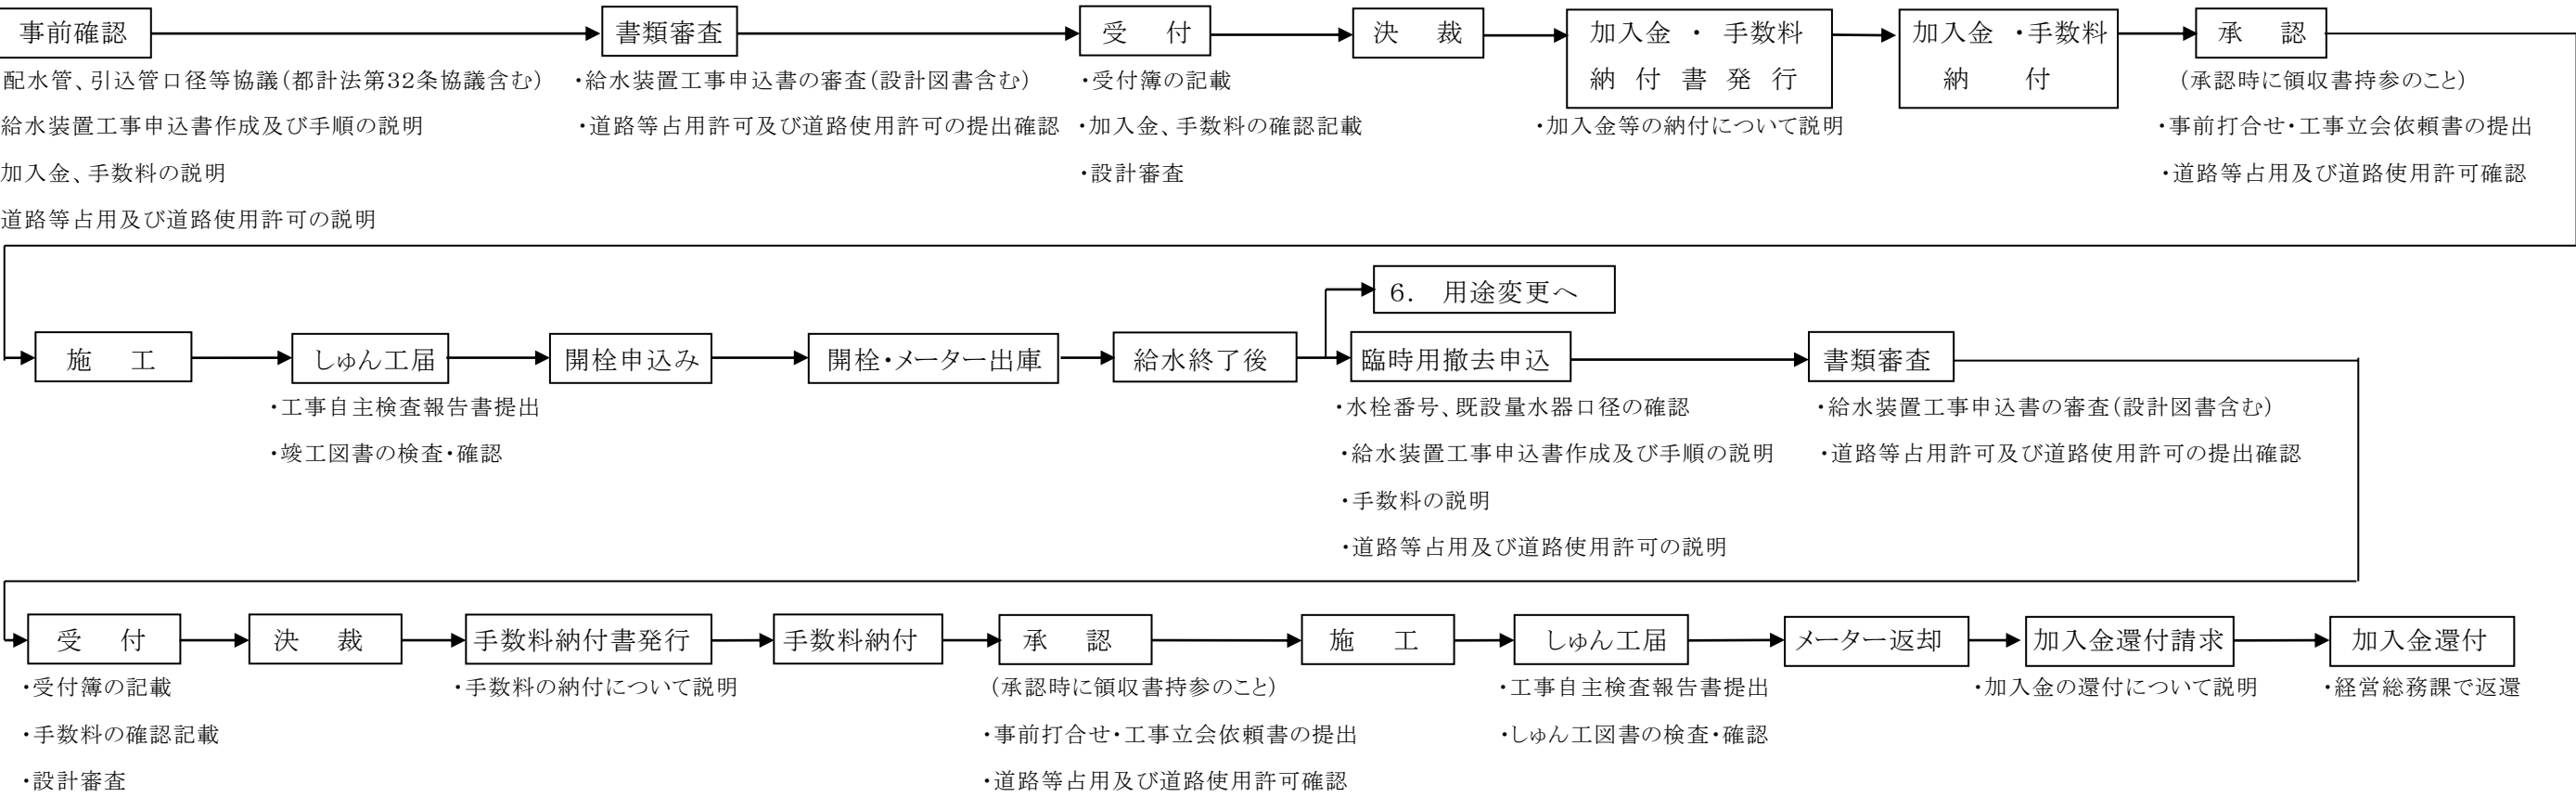 事前確認
書類審査
受　付
決　裁
加入金 ・ 手数料
納 付 書 発 行
加入金 ・手数料
納　　付
承　認
配水管、引込管口径等協議(都計法第32条協議含む)
給水装置工事申込書作成及び手順の説明
加入金、手数料の説明
道路等占用及び道路使用許可の説明
・給水装置工事申込書の審査(設計図書含む)
・道路等占用許可及び道路使用許可の提出確認
・受付簿の記載
・加入金、手数料の確認記載
・設計審査
・加入金等の納付について説明
(承認時に領収書持参のこと)
・事前打合せ・工事立会依頼書の提出
・道路等占用及び道路使用許可確認
6.　用途変更へ
施　工
しゅん工届
開栓申込み
開栓・メーター出庫
給水終了後
臨時用撤去申込
書類審査
・工事自主検査報告書提出
・竣工図書の検査・確認
・水栓番号、既設量水器口径の確認
・給水装置工事申込書作成及び手順の説明
・手数料の説明
・道路等占用及び道路使用許可の説明
・給水装置工事申込書の審査(設計図書含む)
・道路等占用許可及び道路使用許可の提出確認
受　付
決　裁
手数料納付書発行
手数料納付
承　認
施　工
しゅん工届
メーター返却
加入金還付請求
加入金還付
・受付簿の記載
・手数料の確認記載
・設計審査
・手数料の納付について説明
(承認時に領収書持参のこと)
・事前打合せ・工事立会依頼書の提出
・道路等占用及び道路使用許可確認
・工事自主検査報告書提出
・しゅん工図書の検査・確認
・加入金の還付について説明
・経営総務課で返還